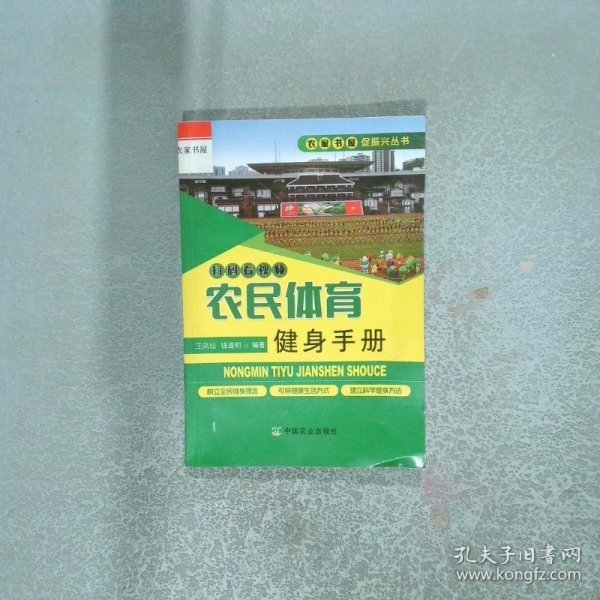 农家书屋
农家书屋促振兴丛书
扫码看视频
农民体育
健身手册
王凤仙 钱道明 编著
NONGMIN TIYU JIANSHEN SHOUCE
树立全民健身理念
引导健康生活方式
建立科学健身方法
中国农业出版社
孔夫子旧书网
www.kongfz.com